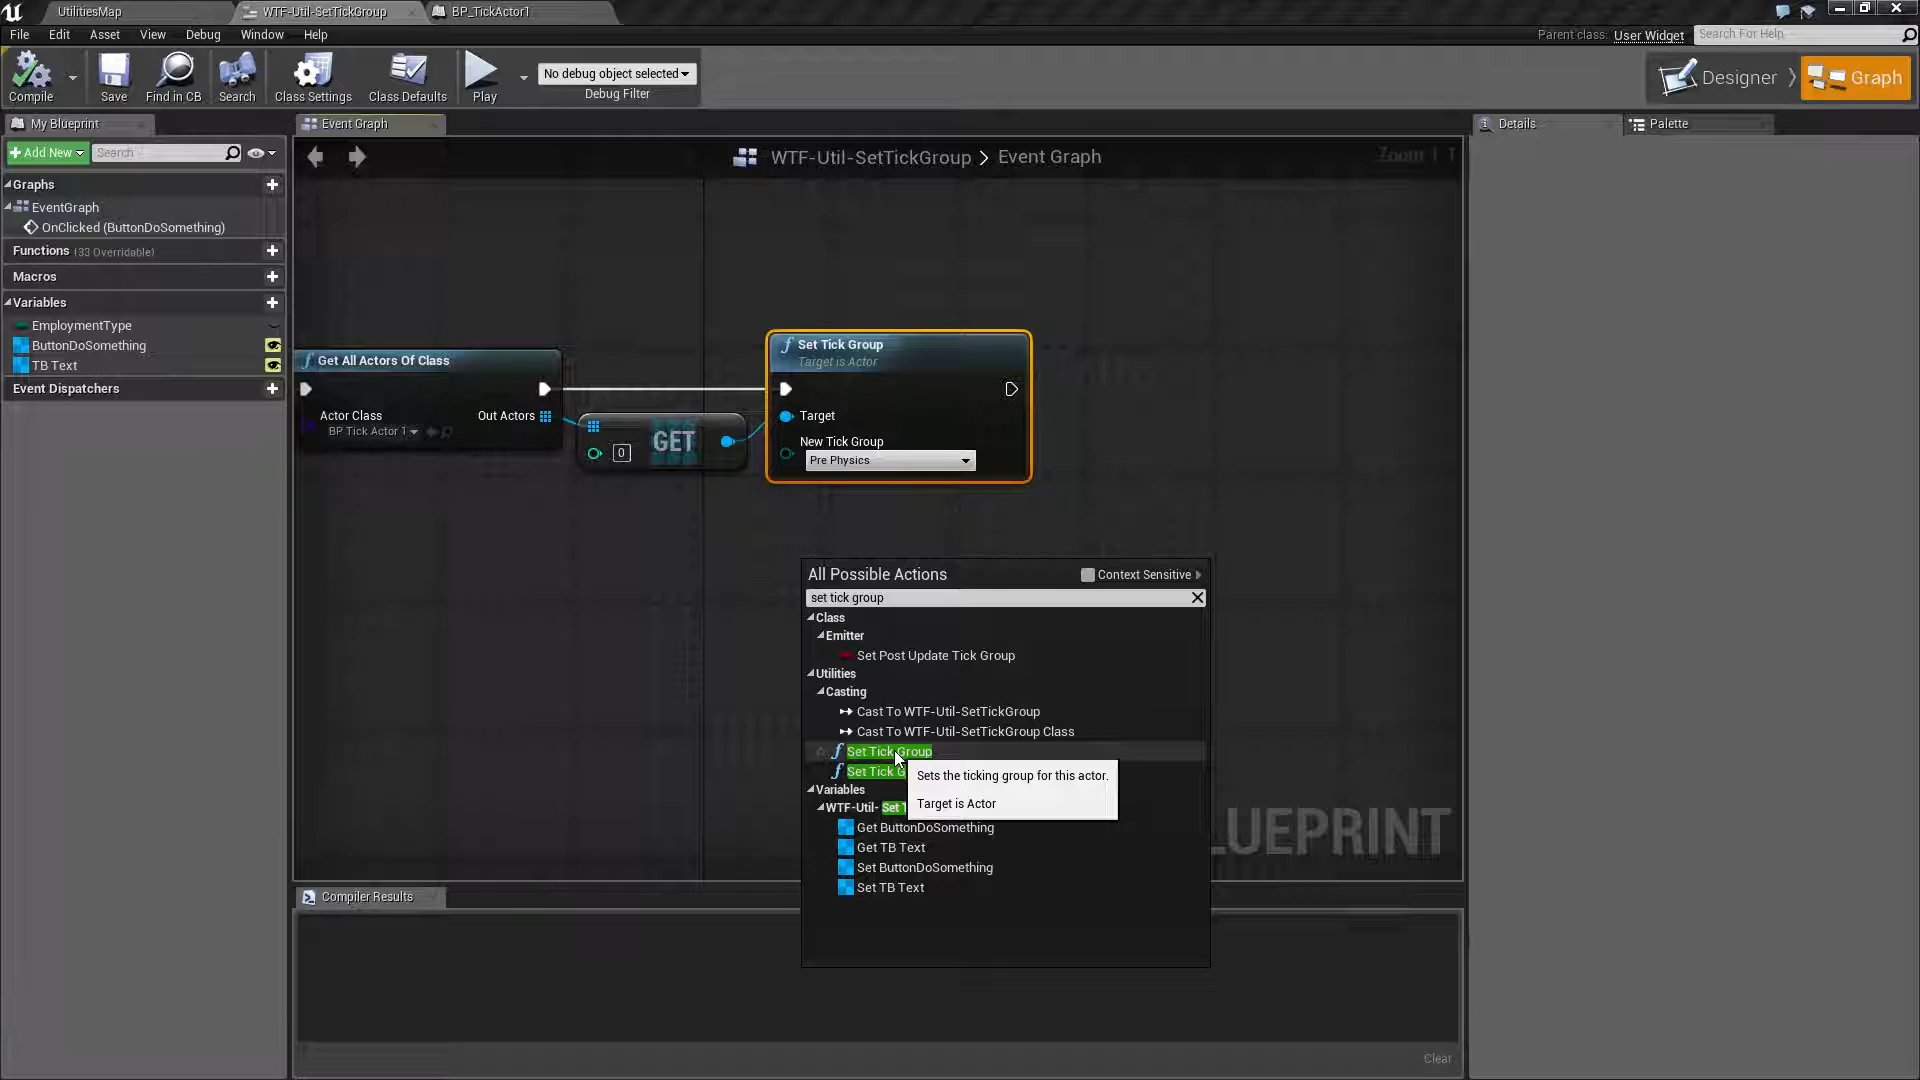 UtilitiesMap
WTF-Util-SetTickGroup
BP_TickActor1
File Edit Asset View Debug Window Help
Parent class: User Widget
Search For Help
Compile
Save
Find in CB
Search
Class Settings
Class Defaults
Play
No debug object selected
Debug Filter
Designer
Graph
My Blueprint
Event Graph
Details
Palette
Add New
Search
WTF-Util-SetTickGroup > Event Graph
Zoom 1:1
Graphs
EventGraph
OnClicked (ButtonDoSomething)
Functions (33 Overridable)
Macros
Variables
EmploymentType
ButtonDoSomething
TB Text
Event Dispatchers
Get All Actors Of Class
Actor Class
BP Tick Actor 1
Out Actors
0
GET
Set Tick Group
Target is Actor
Target
New Tick Group
Pre Physics
All Possible Actions
Context Sensitive
set tick group
Class
Emitter
Set Post Update Tick Group
Utilities
Casting
Cast To WTF-Util-SetTickGroup
Cast To WTF-Util-SetTickGroup Class
Set Tick Group
Set Tick G
Sets the ticking group for this actor.
Target is Actor
Variables
WTF-Util- Set T
Get ButtonDoSomething
Get TB Text
Set ButtonDoSomething
Set TB Text
LUEPRINT
Compiler Results
Clear